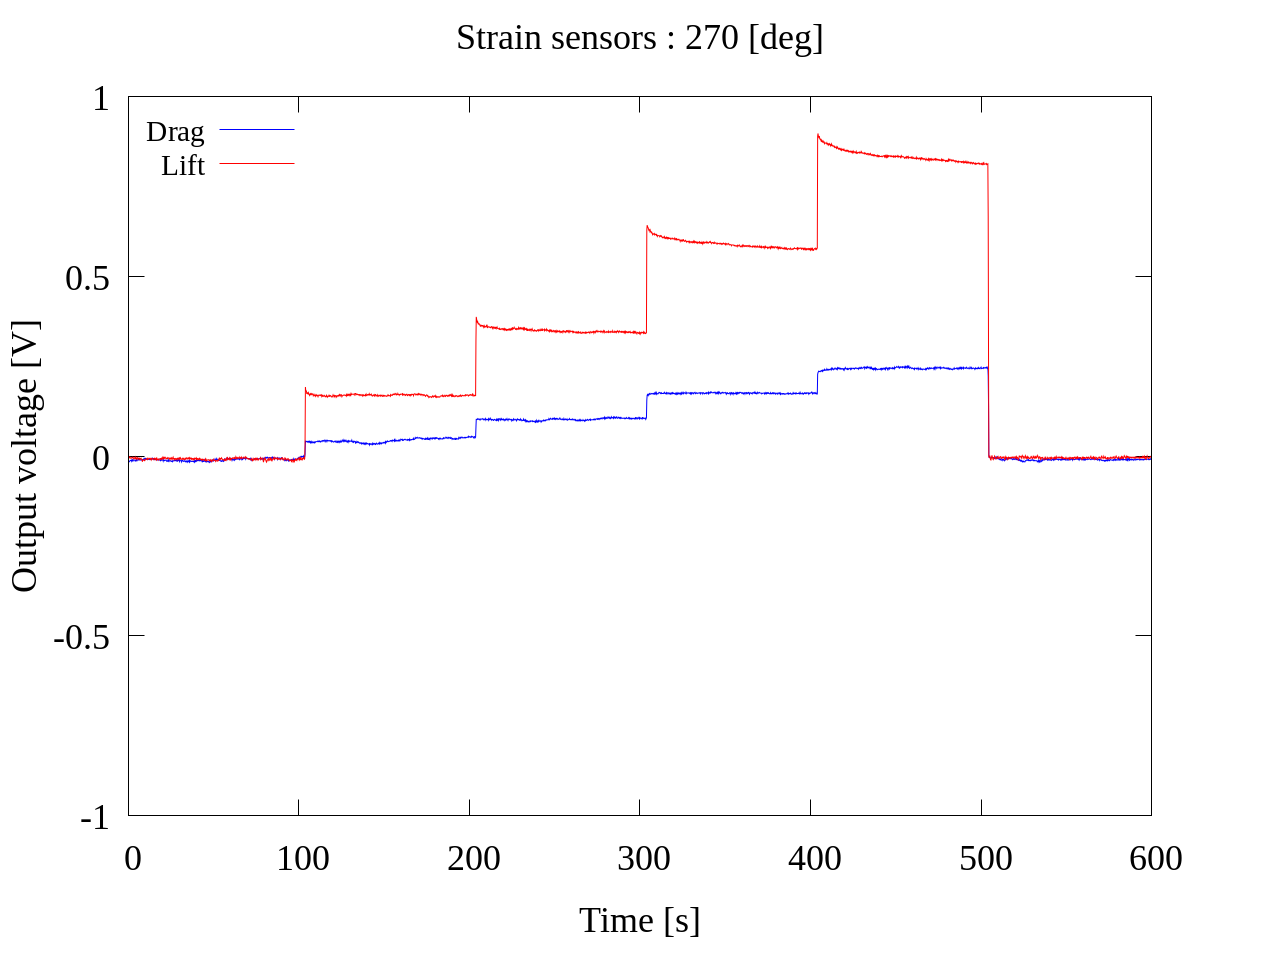 Strain sensors : 270 [deg]
1
0.5
0
-0.5
-1
Drag
Lift
Output voltage [V]
0 100 200 300 400 500 600
Time [s]